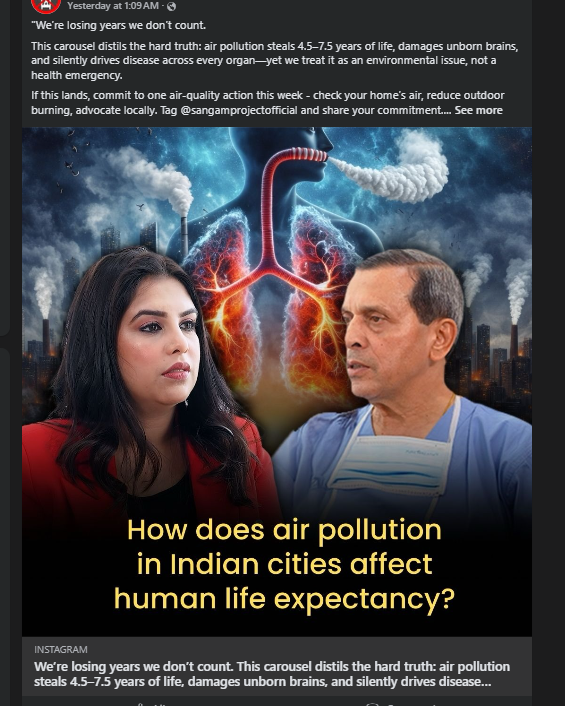 Yesterday at 1:09 AM ·
"We're losing years we don't count.
This carousel distils the hard truth: air pollution steals 4.5–7.5 years of life, damages unborn brains,
and silently drives disease across every organ—yet we treat it as an environmental issue, not a
health emergency.
If this lands, commit to one air-quality action this week - check your home's air, reduce outdoor
burning, advocate locally. Tag @sangamprojectofficial and share your commitment.... See more
How does air pollution
in Indian cities affect
human life expectancy?
INSTAGRAM
We're losing years we don't count. This carousel distils the hard truth: air pollution
steals 4.5–7.5 years of life, damages unborn brains, and silently drives disease...